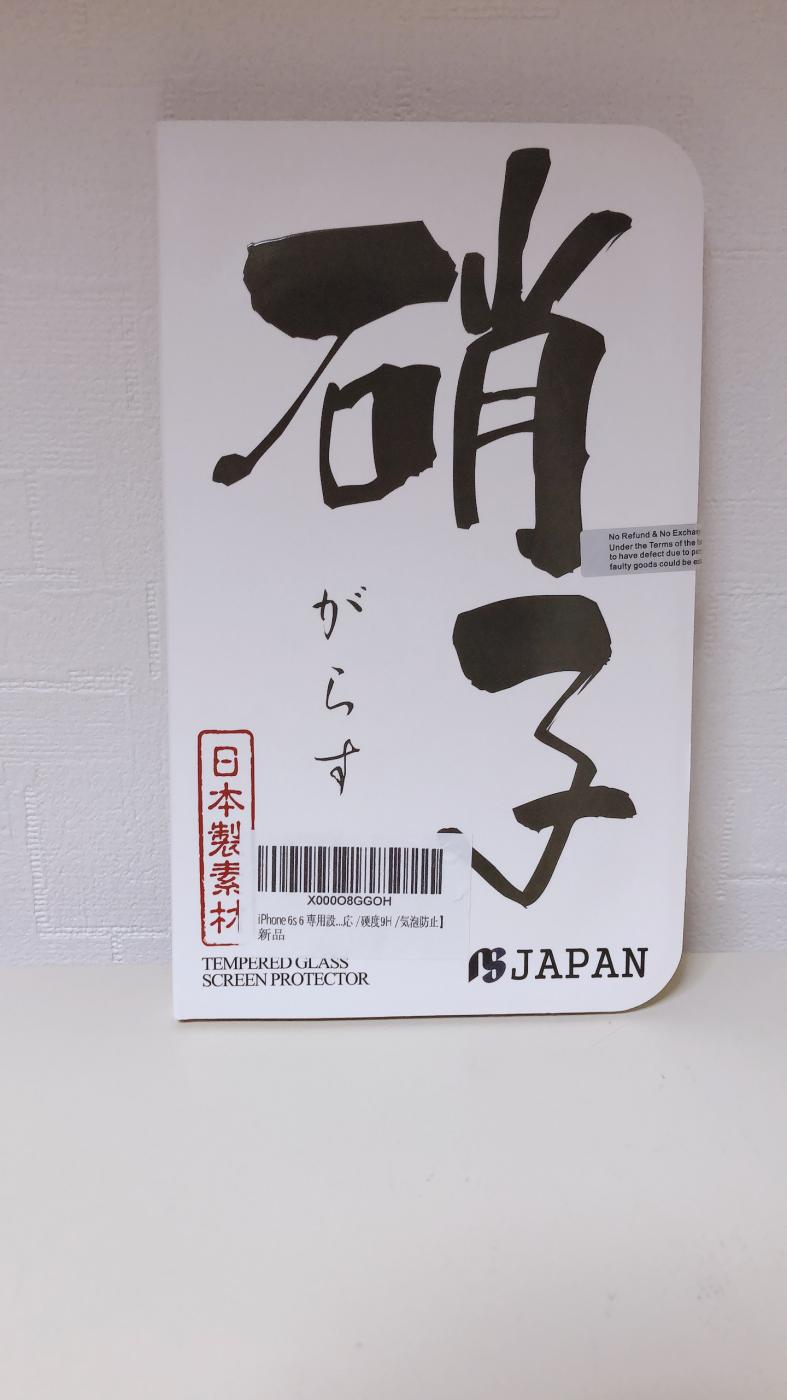 硝子
がらす
No Refund & No
Under the Terms of the
to have defect due to
faulty goods could be
日本製素材
X000O8GGOH
iPhone 6s 6 専用設...応 /硬度9H /気泡防止】
新品
TEMPERED GLASS
SCREEN PROTECTOR
JAPAN